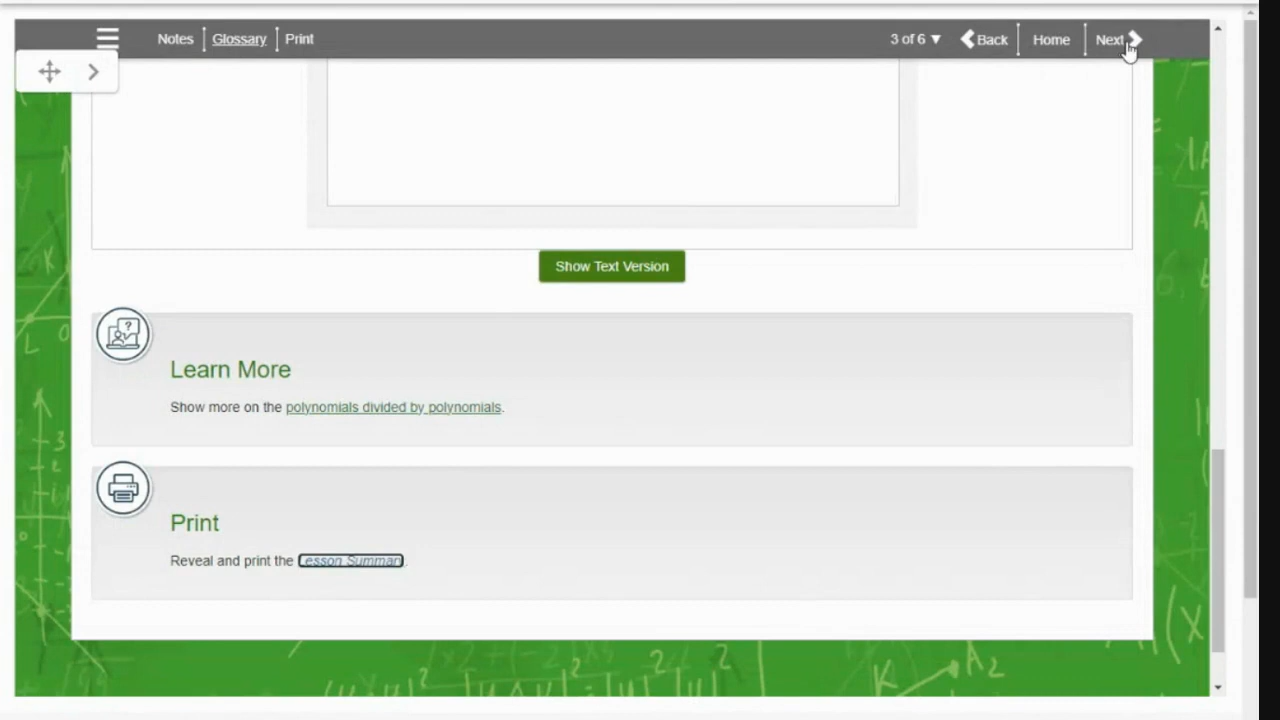 Notes Glossary Print 3 of 6 ▼ Back Home Next
Show Text Version
Learn More
Show more on the polynomials divided by polynomials.
Print
Reveal and print the Lesson Summary.